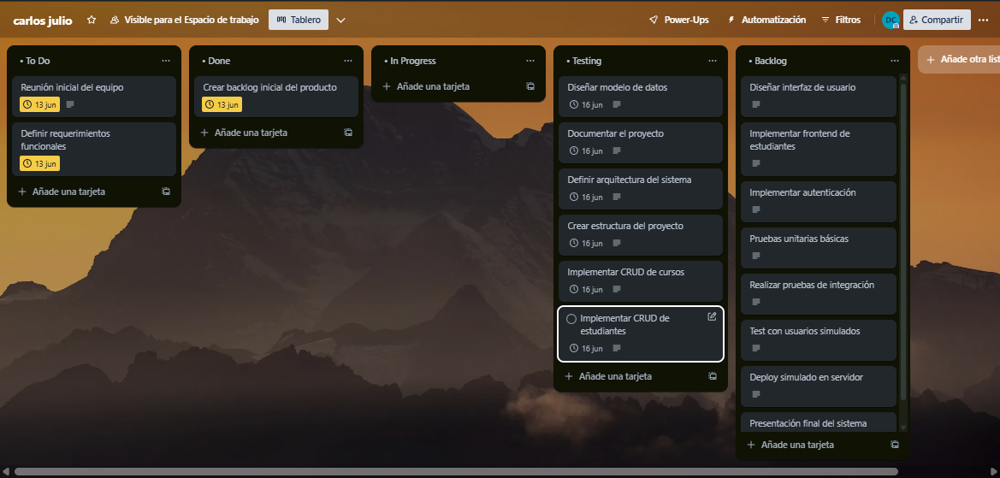 carlos julio
Visible para el Espacio de trabajo
Tablero
Power-Ups
Automatización
Filtros
DC
Compartir
• To Do
Reunión inicial del equipo
13 jun
Definir requerimientos
funcionales
13 jun
+ Añade una tarjeta
• Done
Crear backlog inicial del producto
13 jun
+ Añade una tarjeta
• In Progress
+ Añade una tarjeta
• Testing
Diseñar modelo de datos
16 jun
Documentar el proyecto
16 jun
Definir arquitectura del sistema
16 jun
Crear estructura del proyecto
16 jun
Implementar CRUD de cursos
16 jun
Implementar CRUD de
estudiantes
16 jun
+ Añade una tarjeta
• Backlog
Diseñar interfaz de usuario
Implementar frontend de
estudiantes
Implementar autenticación
Pruebas unitarias básicas
Realizar pruebas de integración
Test con usuarios simulados
Deploy simulado en servidor
Presentación final del sistema
+ Añade una tarjeta
+ Añade otra list